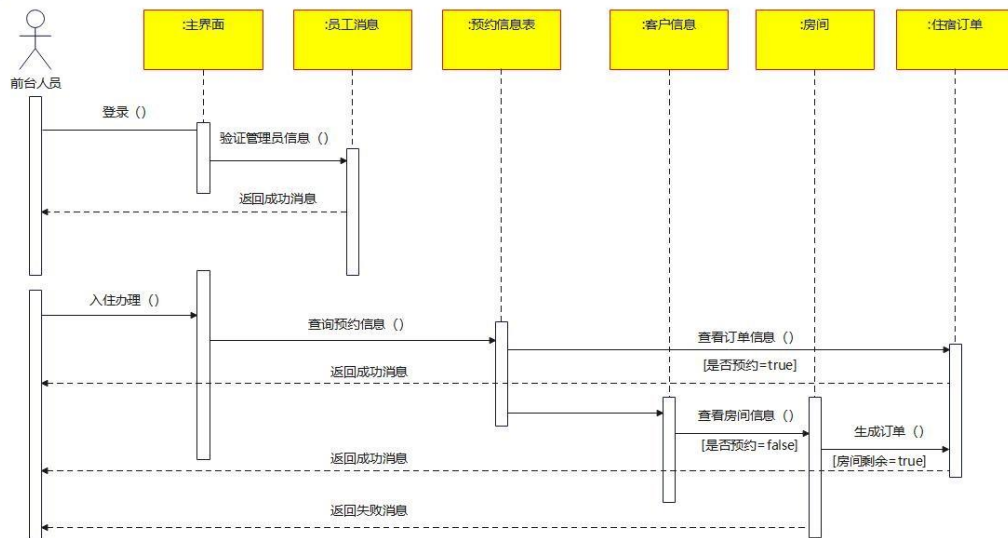 :主界面
:员工消息
:预约信息表
:客户信息
:房间
:住宿订单
前台人员
登录（）
验证管理员信息（）
返回成功消息
入住办理（）
查询预约信息（）
查看订单信息（）
[是否预约=true]
返回成功消息
查看房间信息（）
[是否预约=false]
生成订单（）
[房间剩余=true]
返回成功消息
返回失败消息